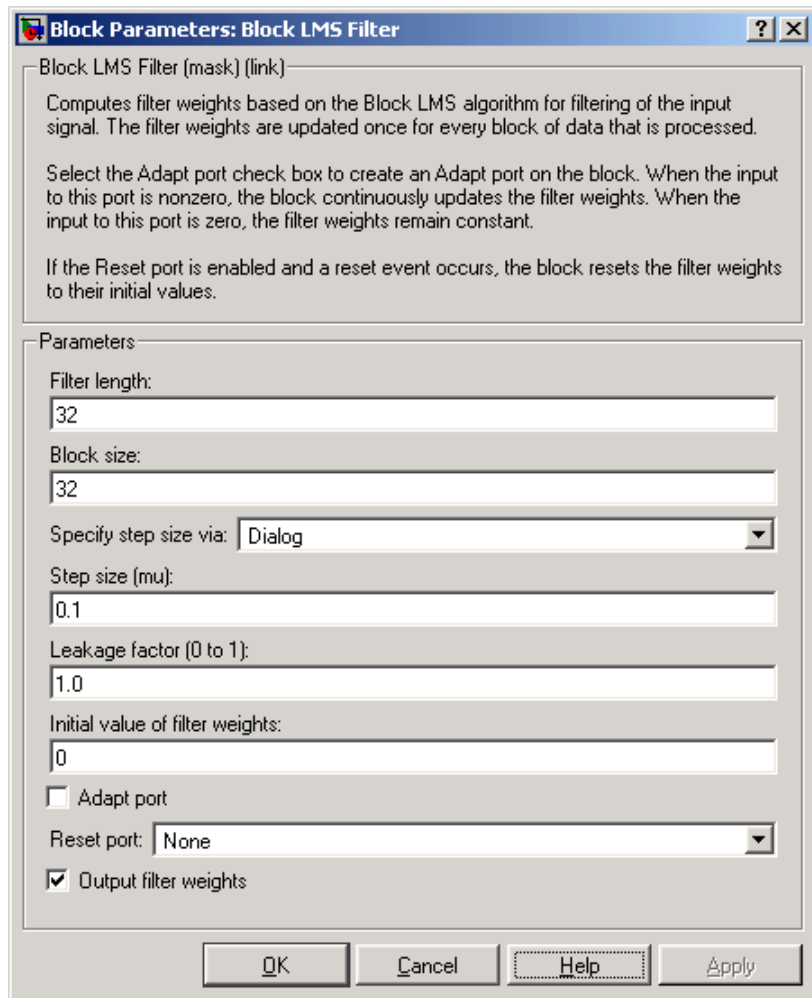 Block Parameters: Block LMS Filter
Block LMS Filter (mask) (link)
Computes filter weights based on the Block LMS algorithm for filtering of the input
signal. The filter weights are updated once for every block of data that is processed.
Select the Adapt port check box to create an Adapt port on the block. When the input
to this port is nonzero, the block continuously updates the filter weights. When the
input to this port is zero, the filter weights remain constant.
If the Reset port is enabled and a reset event occurs, the block resets the filter weights
to their initial values.
Parameters
Filter length:
32
Block size:
32
Specify step size via: Dialog
Step size (mu):
0.1
Leakage factor (0 to 1):
1.0
Initial value of filter weights:
0
Adapt port
Reset port: None
Output filter weights
OK Cancel Help Apply